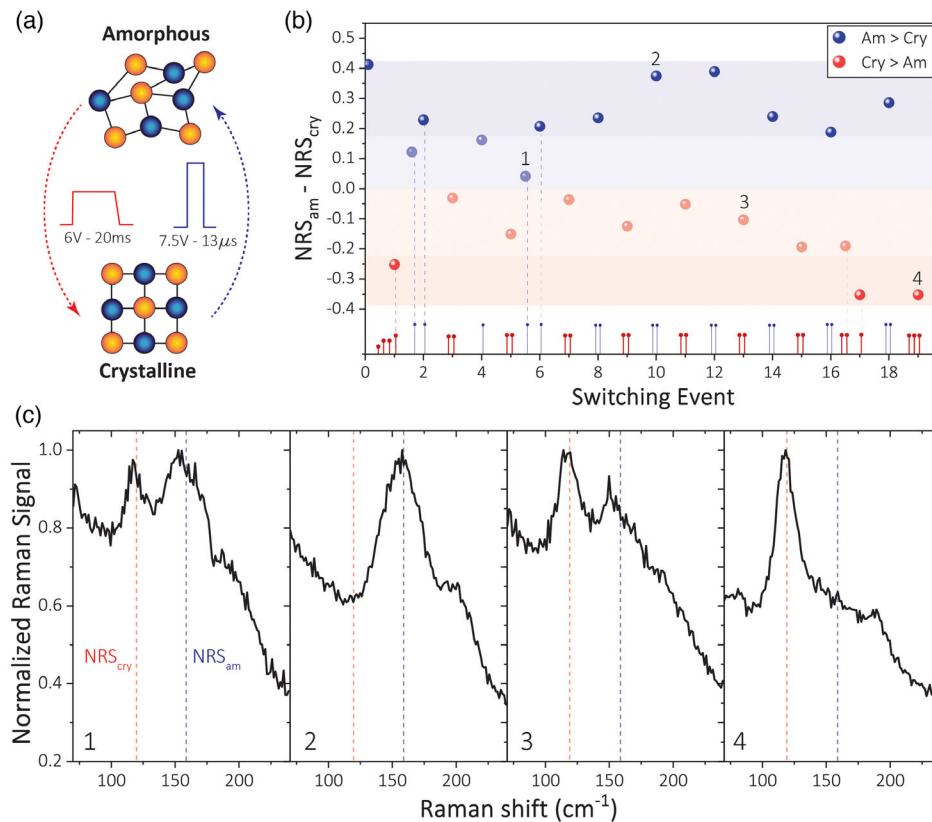 (a)
Amorphous
6V - 20ms
7.5V - 13μs
Crystalline
(b)
NRS_am - NRS_cry
0.5
0.4
0.3
0.2
0.1
0.0
-0.1
-0.2
-0.3
-0.4
Am > Cry
Cry > Am
1
2
3
4
0 2 4 6 8 10 12 14 16 18
Switching Event
(c)
Normalized Raman Signal
1.0
0.8
0.6
0.4
0.2
NRS_cry
NRS_am
1
2
3
4
100 150 200 100 150 200 100 150 200 100 150 200
Raman shift (cm⁻¹)